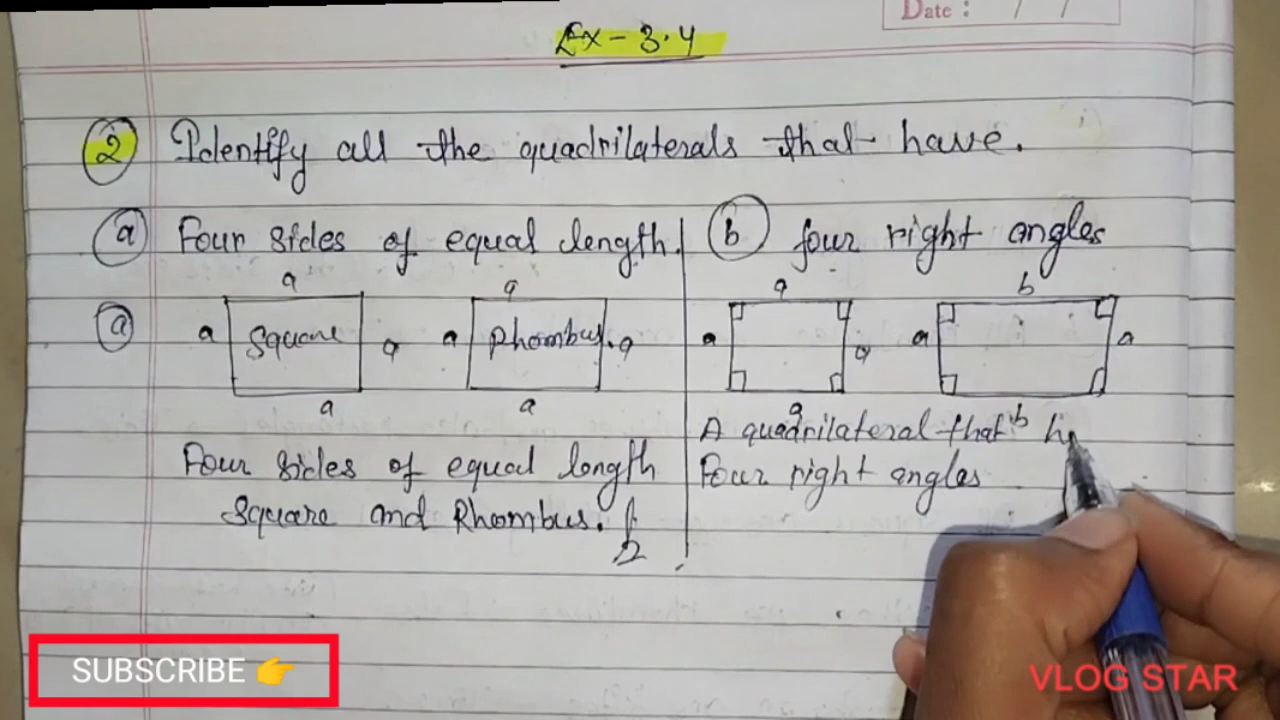 Date : / /
Ex - 3.4
2 Identify all the quadrilaterals that have.
a Four sides of equal length.
b four right angles
a
a
a Square a
a
a
a Rhombus. a
a
a
a a
a
b
a a
b
Four sides of equal length
Square and Rhombus.
A quadrilateral that
Four right angles
SUBSCRIBE 👉
VLOG STAR